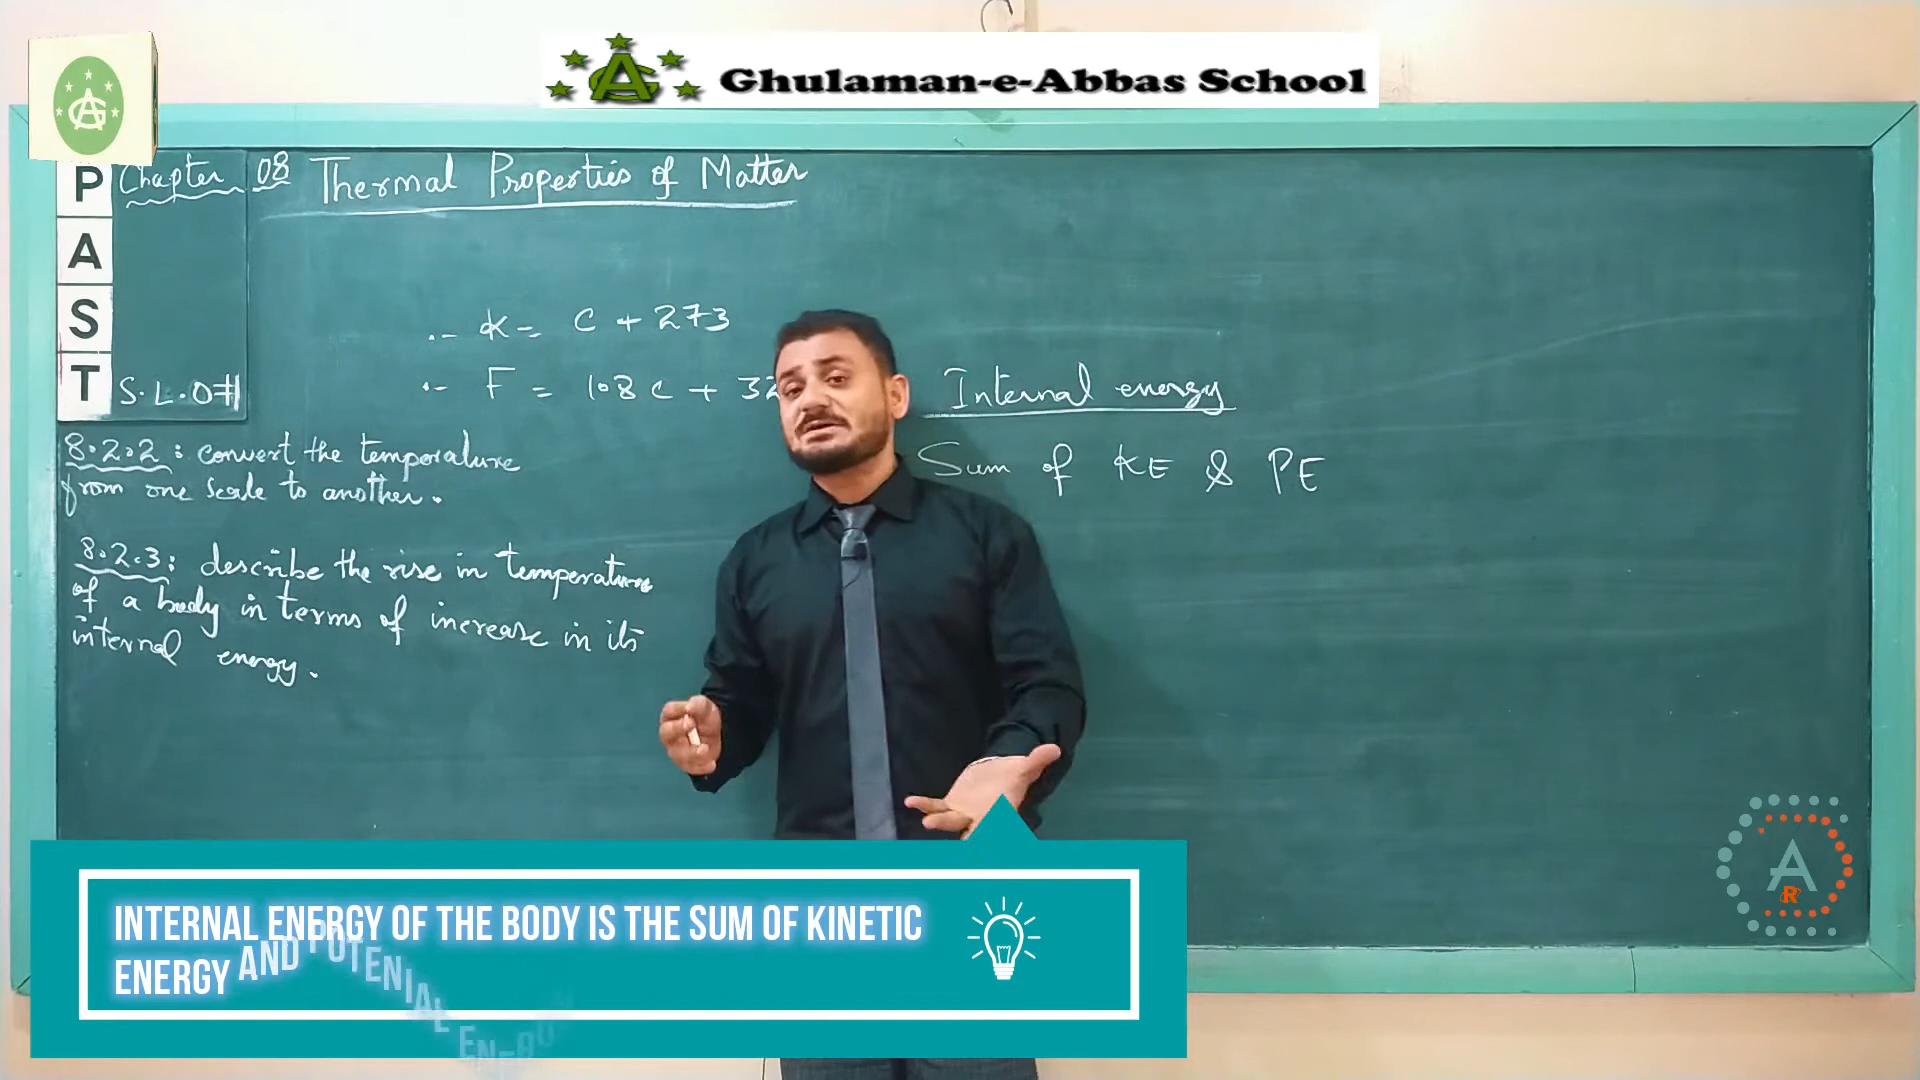 Ghulaman-e-Abbas School
P
A
S
T
Chapter 08 Thermal Properties of Matter
S.L.O#
K = C + 273
F = 1.8 C + 32
8.2.2: convert the temperature
from one scale to another.
8.2.3: describe the rise in temperature
of a body in terms of increase in its
internal energy.
Internal energy
Sum of KE & PE
INTERNAL ENERGY OF THE BODY IS THE SUM OF KINETIC
ENERGY AND POTENIAL
AR